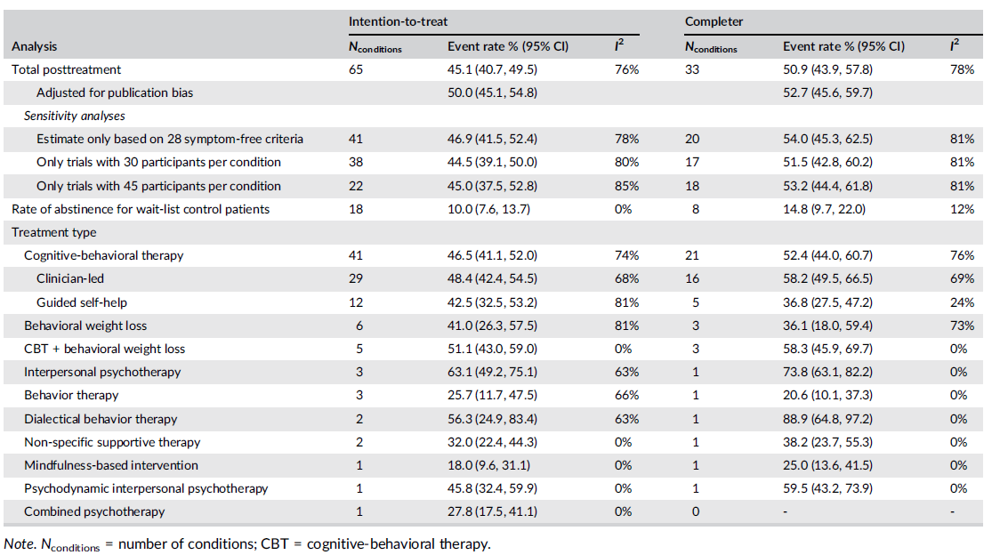 Intention-to-treat Completer
Analysis Nconditions Event rate % (95% CI) I2 Nconditions Event rate % (95% CI) I2
Total posttreatment 65 45.1 (40.7, 49.5) 76% 33 50.9 (43.9, 57.8) 78%
Adjusted for publication bias 50.0 (45.1, 54.8) 52.7 (45.6, 59.7)
Sensitivity analyses
Estimate only based on 28 symptom-free criteria 41 46.9 (41.5, 52.4) 78% 20 54.0 (45.3, 62.5) 81%
Only trials with 30 participants per condition 38 44.5 (39.1, 50.0) 80% 17 51.5 (42.8, 60.2) 81%
Only trials with 45 participants per condition 22 45.0 (37.5, 52.8) 85% 18 53.2 (44.4, 61.8) 81%
Rate of abstinence for wait-list control patients 18 10.0 (7.6, 13.7) 0% 8 14.8 (9.7, 22.0) 12%
Treatment type
Cognitive-behavioral therapy 41 46.5 (41.1, 52.0) 74% 21 52.4 (44.0, 60.7) 76%
Clinician-led 29 48.4 (42.4, 54.5) 68% 16 58.2 (49.5, 66.5) 69%
Guided self-help 12 42.5 (32.5, 53.2) 81% 5 36.8 (27.5, 47.2) 24%
Behavioral weight loss 6 41.0 (26.3, 57.5) 81% 3 36.1 (18.0, 59.4) 73%
CBT + behavioral weight loss 5 51.1 (43.0, 59.0) 0% 3 58.3 (45.9, 69.7) 0%
Interpersonal psychotherapy 3 63.1 (49.2, 75.1) 63% 1 73.8 (63.1, 82.2) 0%
Behavior therapy 3 25.7 (11.7, 47.5) 66% 1 20.6 (10.1, 37.3) 0%
Dialectical behavior therapy 2 56.3 (24.9, 83.4) 63% 1 88.9 (64.8, 97.2) 0%
Non-specific supportive therapy 2 32.0 (22.4, 44.3) 0% 1 38.2 (23.7, 55.3) 0%
Mindfulness-based intervention 1 18.0 (9.6, 31.1) 0% 1 25.0 (13.6, 41.5) 0%
Psychodynamic interpersonal psychotherapy 1 45.8 (32.4, 59.9) 0% 1 59.5 (43.2, 73.9) 0%
Combined psychotherapy 1 27.8 (17.5, 41.1) 0% 0 - -
Note. Nconditions = number of conditions; CBT = cognitive-behavioral therapy.